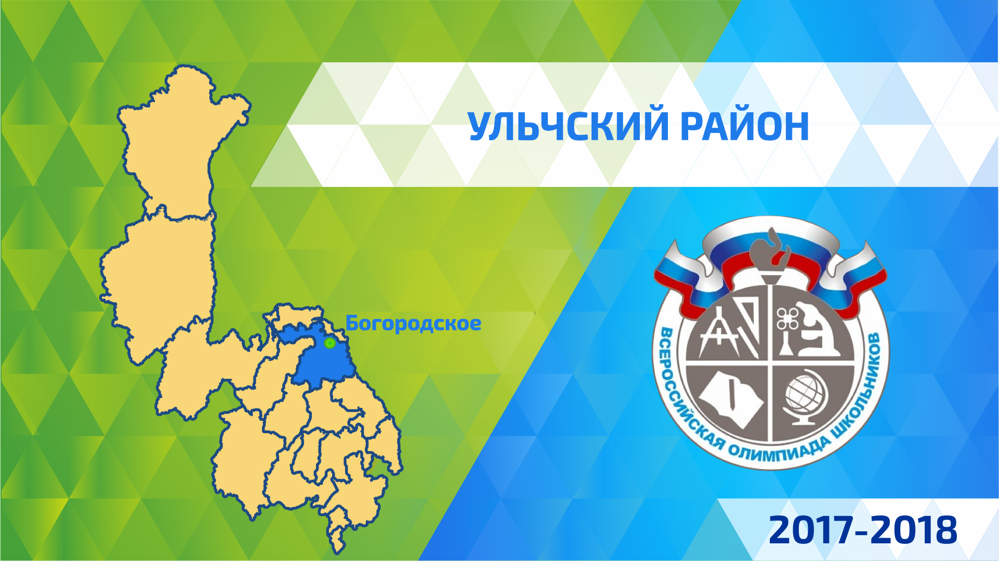 УЛЬЧСКИЙ РАЙОН
Богородское
ВСЕРОССИЙСКАЯ ОЛИМПИАДА ШКОЛЬНИКОВ
2017-2018